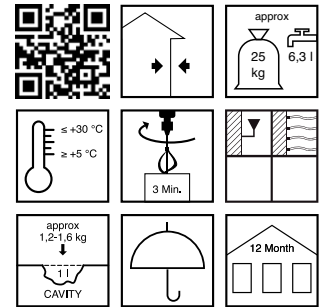 approx
25
kg
6,3 l
≤ +30 °C
≥ +5 °C
3 Min.
approx
1,2-1,6 kg
1 l
CAVITY
12 Month